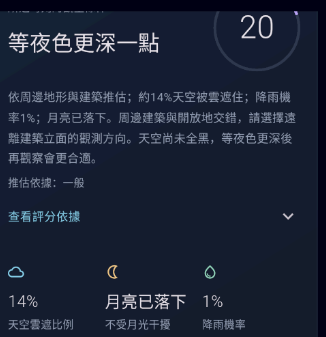 20
等夜色更深一點
依周邊地形與建築推估；約14%天空被雲遮住；降雨機
率1%；月亮已落下。周邊建築與開放地交錯，請選擇遠
離建築立面的觀測方向。天空尚未全黑，等夜色更深後
再觀察會更合適。
推估依據：一般
查看評分依據
14%
月亮已落下
1%
天空雲遮比例
不受月光干擾
降雨機率